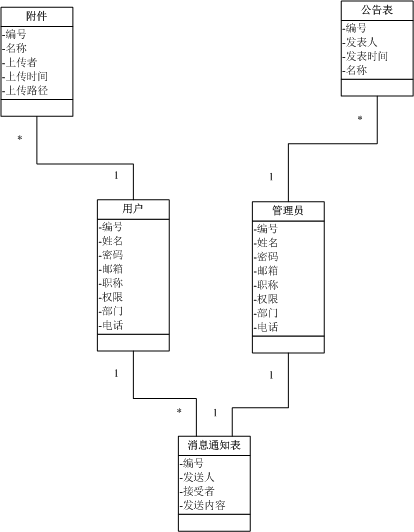 附件
-编号
-名称
-上传者
-上传时间
-上传路径
公告表
-编号
-发表人
-发表时间
-名称
*
1
*
1
用户
-编号
-姓名
-密码
-邮箱
-职称
-权限
-部门
-电话
管理员
-编号
-姓名
-密码
-邮箱
-职称
-权限
-部门
-电话
1
*
1
1
消息通知表
-编号
-发送人
-接受者
-发送内容